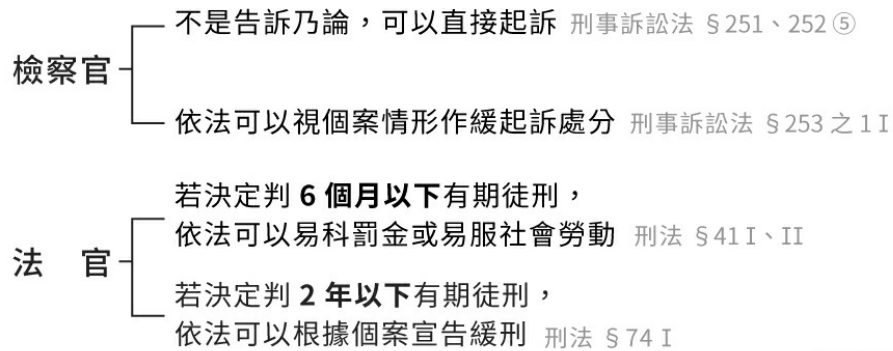 不是告訴乃論，可以直接起訴 刑事訴訟法 §251、252 ⑤
檢察官
依法可以視個案情形作緩起訴處分 刑事訴訟法 §253 之 1 I
若決定判 6 個月以下有期徒刑，
依法可以易科罰金或易服社會勞動 刑法 §41 I、II
法 官
若決定判 2 年以下有期徒刑，
依法可以根據個案宣告緩刑 刑法 §74 I